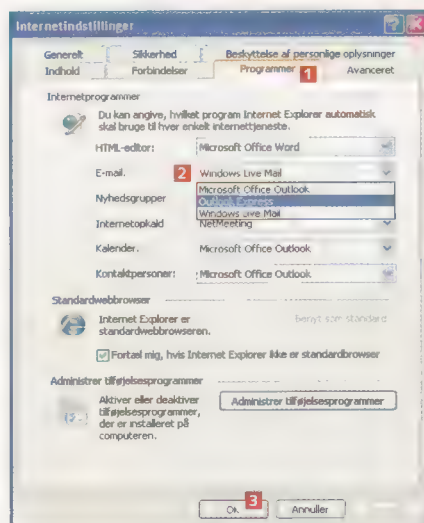 Internetindstillinger
Generelt Sikkerhed Beskyttelse af personlige oplysninger
Indhold Forbindelser Programmer 1 Avanceret
Internetprogrammer
Du kan angive, hvilket program Internet Explorer automatisk
skal bruge til hver enkelt internettjeneste.
HTML-editor: Microsoft Office Word
E-mail. 2 Windows Live Mail
Microsoft Office Outlook
Nyhedsgrupper Outlook Express
Windows Live Mail
Internetopkald NetMeeting
Kalender. Microsoft Office Outlook
Kontaktpersoner: Microsoft Office Outlook
Standardwebbrowser
Internet Explorer er Benyt som standard
standardwebbrowseren.
Fortæl mig, hvis Internet Explorer ikke er standardbrowser
Administrer tilføjelsesprogrammer
Aktiver eller deaktiver Administrer tilføjelsesprogrammer
tilføjelsesprogrammer,
der er installeret på
computeren.
OK 3 Annuller